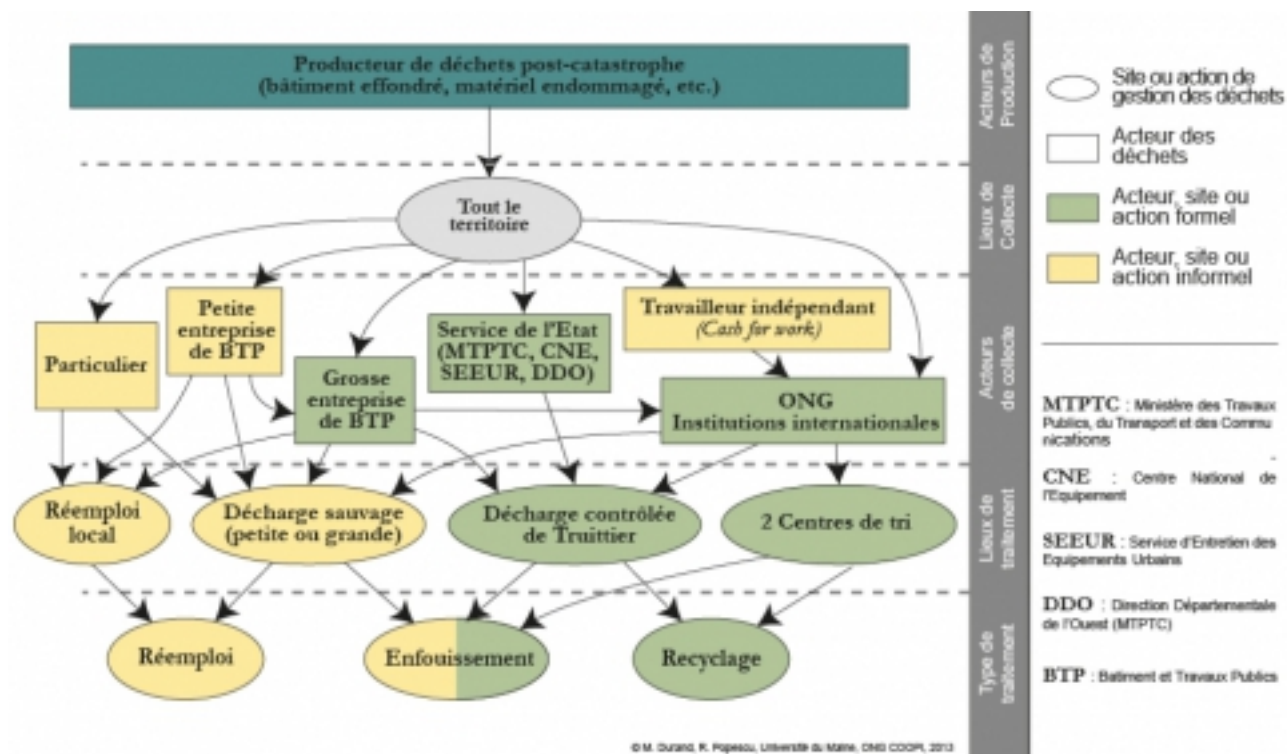 Producteur de déchets post-catastrophe
(bâtiment effondré, matériel endommagé, etc.)
Tout le
territoire
Particulier
Petite
entreprise
de BTP
Grosse
entreprise
de BTP
Service de l'Etat
(MTPTC, CNE,
SEEUR, DDO)
Travailleur indépendant
(Cash for work)
ONG
Institutions internationales
Réemploi
local
Décharge sauvage
(petite ou grande)
Décharge contrôlée
de Truittier
2 Centres de tri
Réemploi
Enfouissement
Recyclage
Acteurs de
Production
Lieux de
Collecte
Acteurs
de collecte
Lieux de
traitement
Type de
traitement
Site ou action de
gestion des déchets
Acteur des
déchets
Acteur, site ou
action formel
Acteur, site ou
action informel
MTPTC : Ministère des Travaux
Publics, du Transport et des Commu
nications
CNE : Centre National de
l'Equipement
SEEUR : Service d'Entretien des
Equipements Urbains
DDO : Direction Départementale
de l'Ouest (MTPTC)
BTP : Batiment et Travaux Publics
© M. Durand, R. Popescu, Université du Maine, ONG COOPI, 2013